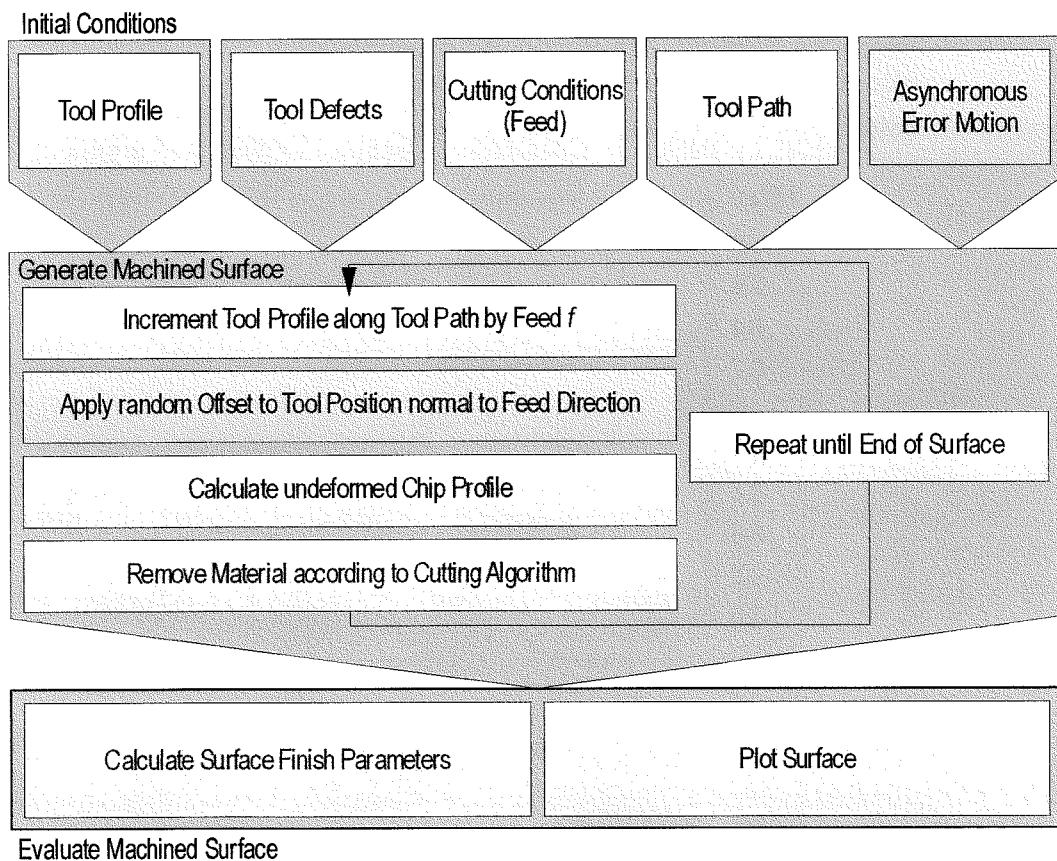 Initial Conditions
Tool Profile
Tool Defects
Cutting Conditions
(Feed)
Tool Path
Asynchronous
Error Motion
Generate Machined Surface
Increment Tool Profile along Tool Path by Feed f
Apply random Offset to Tool Position normal to Feed Direction
Calculate undeformed Chip Profile
Remove Material according to Cutting Algorithm
Repeat until End of Surface
Calculate Surface Finish Parameters
Plot Surface
Evaluate Machined Surface